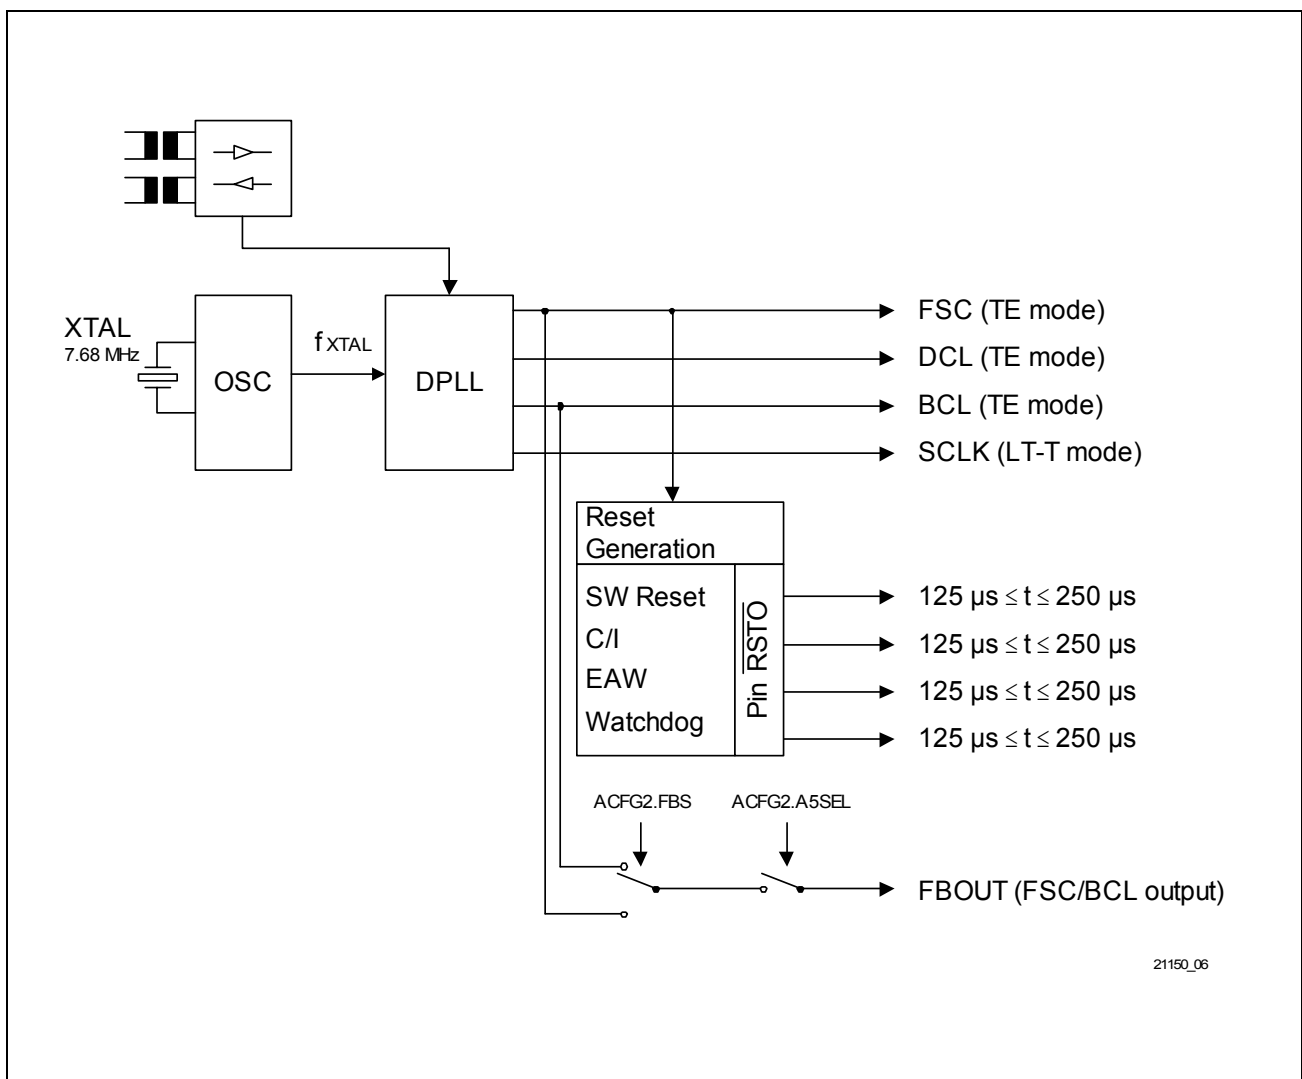 FSC (TE mode)
XTAL
7.68 MHz
OSC
f XTAL
DPLL
DCL (TE mode)
BCL (TE mode)
SCLK (LT-T mode)
Reset
Generation
SW Reset
C/I
EAW
Watchdog
Pin RSTO
125 µs ≤ t ≤ 250 µs
125 µs ≤ t ≤ 250 µs
125 µs ≤ t ≤ 250 µs
125 µs ≤ t ≤ 250 µs
ACFG2.FBS
ACFG2.A5SEL
FBOUT (FSC/BCL output)
21150_06